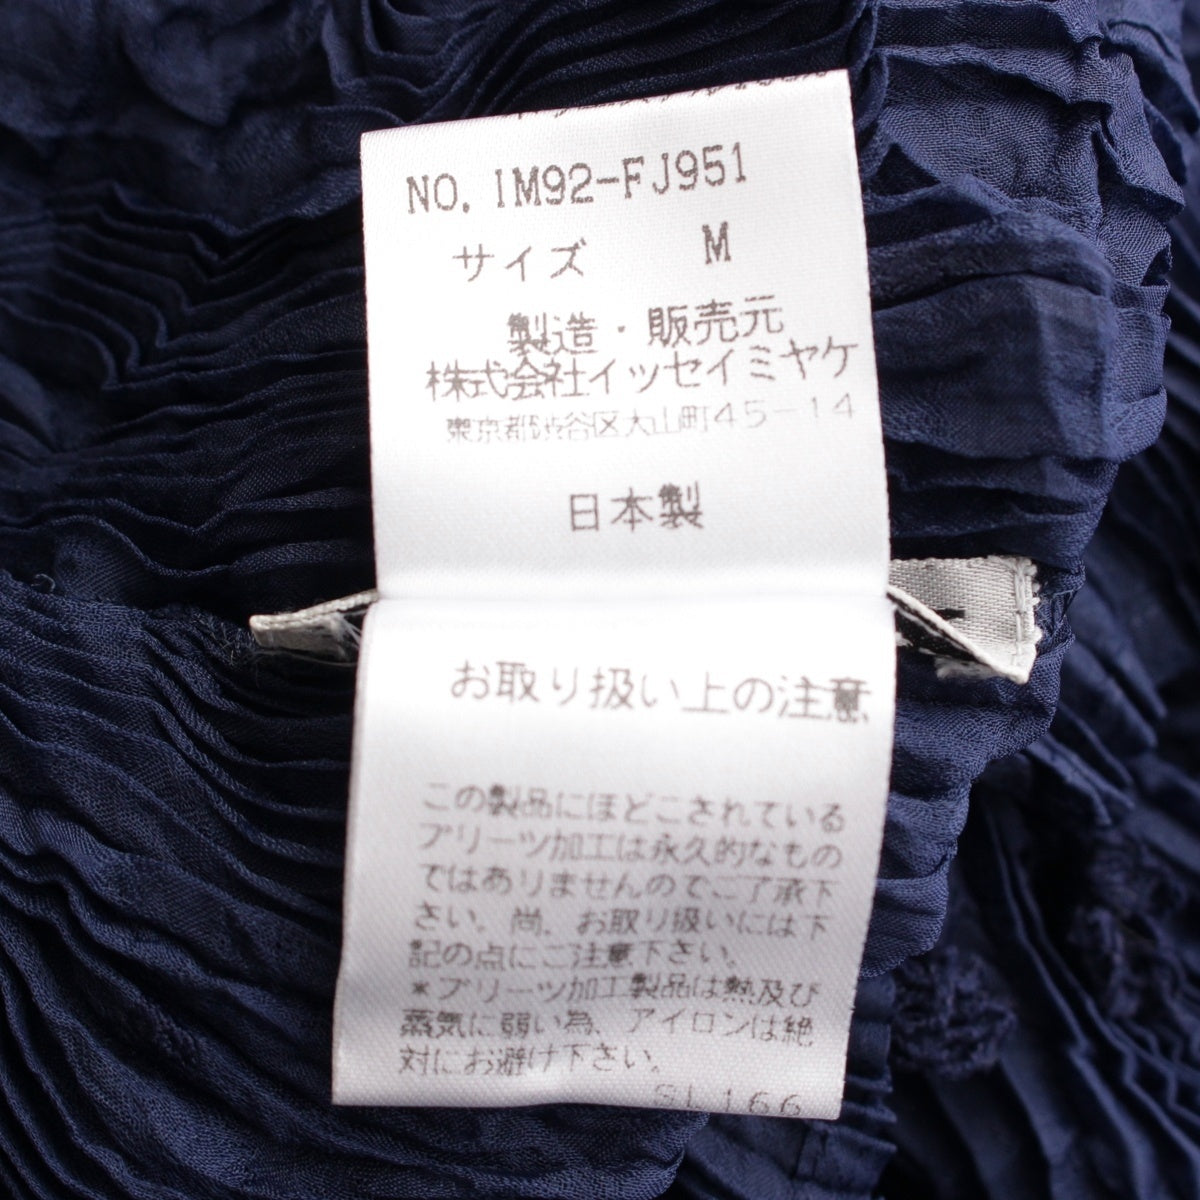 NO. IM92-FJ951
サイズ M
製造・販売元
株式会社イッセイミヤケ
東京都渋谷区大山町45-14
日本製
お取り扱い上の注意
この製品にほどこされている
プリーツ加工は永久的なもの
ではありませんのでご了承下
さい。尚、お取り扱いには下
記の点にご注意下さい。
*プリーツ加工製品は熱及び
蒸気に弱い為、アイロンは絶
対にお避け下さい。
SL166